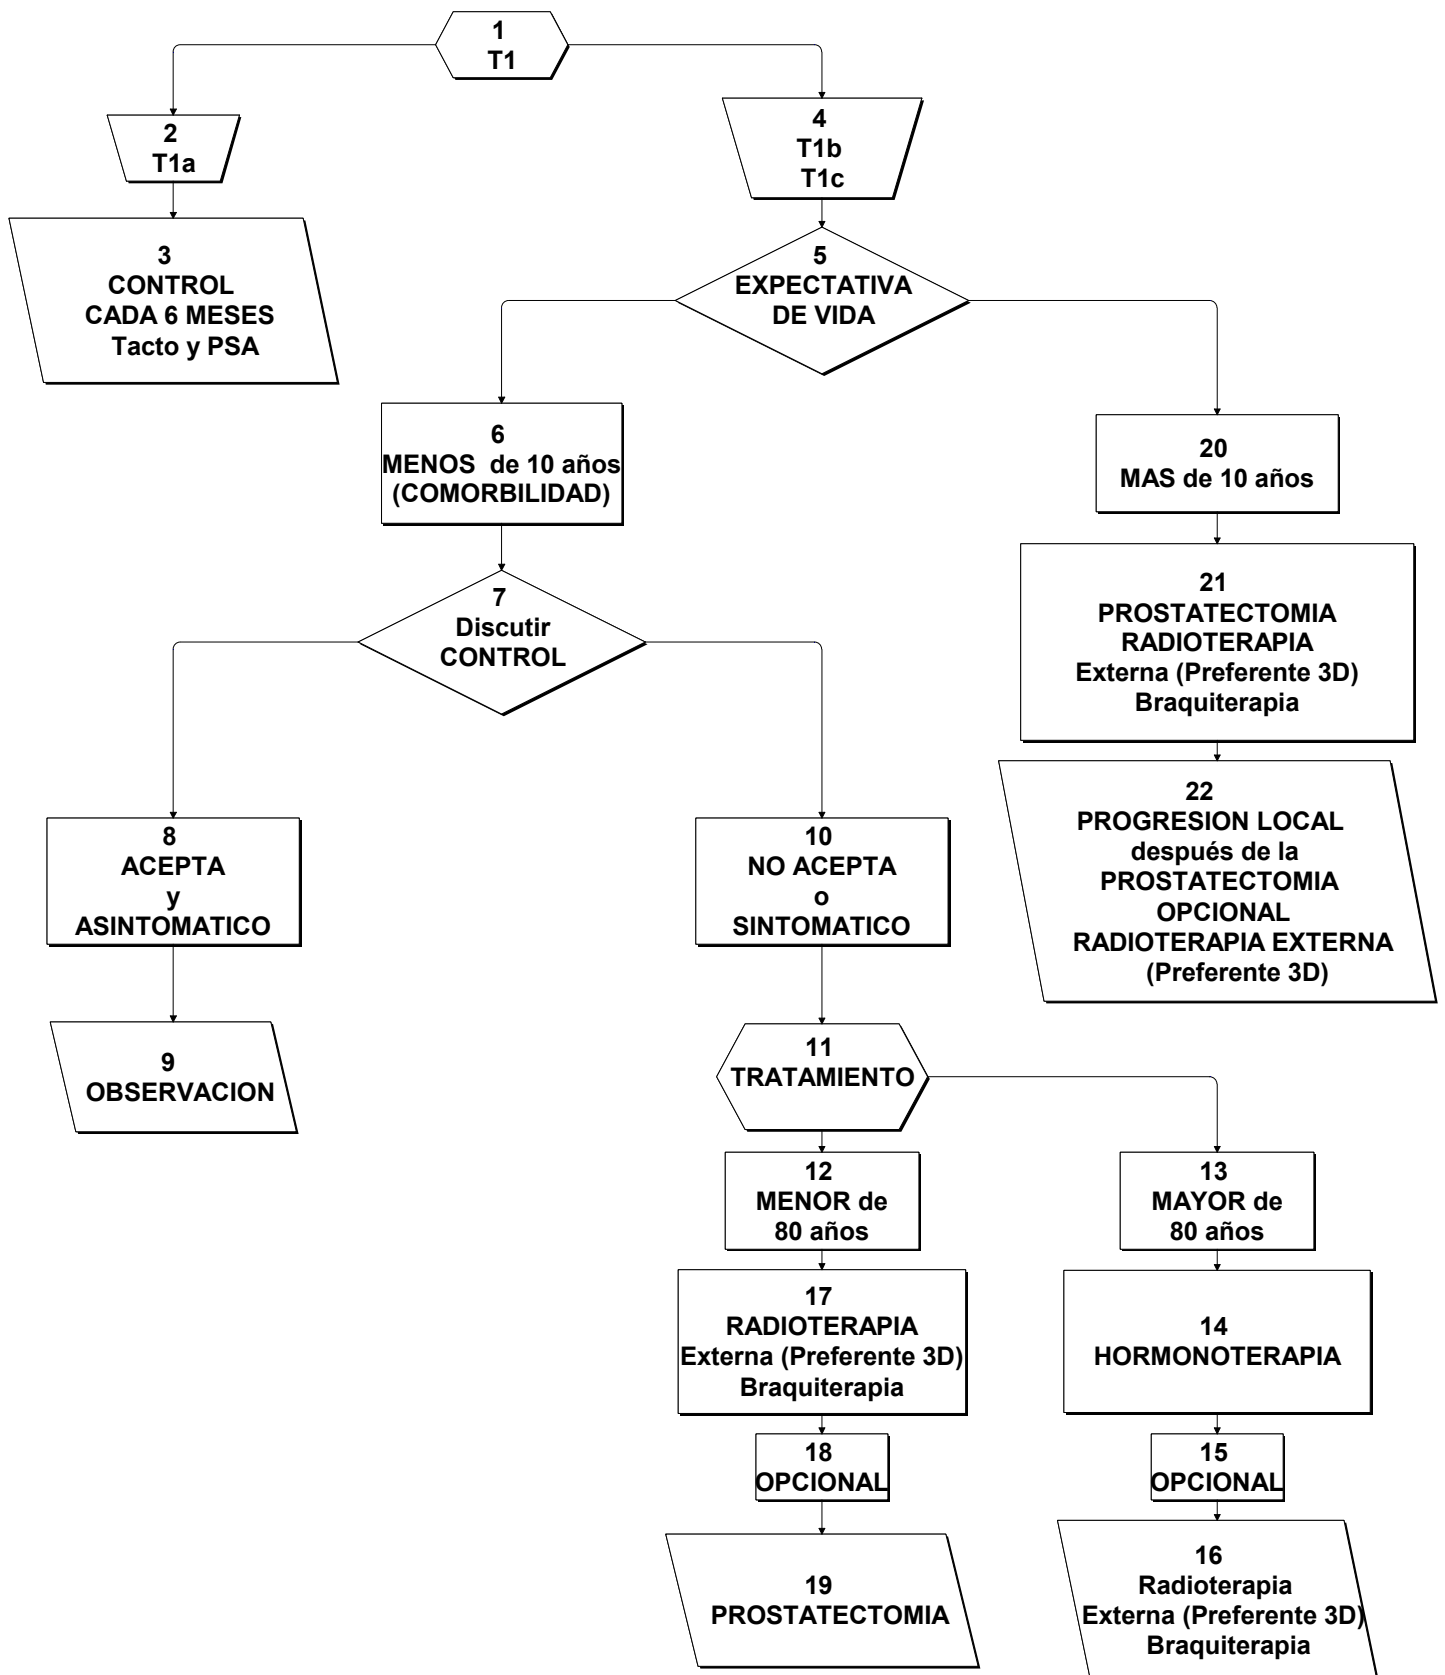 1
T1
2
T1a
3
CONTROL
CADA 6 MESES
Tacto y PSA
4
T1b
T1c
5
EXPECTATIVA
DE VIDA
6
MENOS de 10 años
(COMORBILIDAD)
7
Discutir
CONTROL
8
ACEPTA
y
ASINTOMATICO
9
OBSERVACION
10
NO ACEPTA
o
SINTOMATICO
11
TRATAMIENTO
12
MENOR de
80 años
13
MAYOR de
80 años
17
RADIOTERAPIA
Externa (Preferente 3D)
Braquiterapia
14
HORMONOTERAPIA
18
OPCIONAL
15
OPCIONAL
19
PROSTATECTOMIA
16
Radioterapia
Externa (Preferente 3D)
Braquiterapia
20
MAS de 10 años
21
PROSTATECTOMIA
RADIOTERAPIA
Externa (Preferente 3D)
Braquiterapia
22
PROGRESION LOCAL
después de la
PROSTATECTOMIA
OPCIONAL
RADIOTERAPIA EXTERNA
(Preferente 3D)